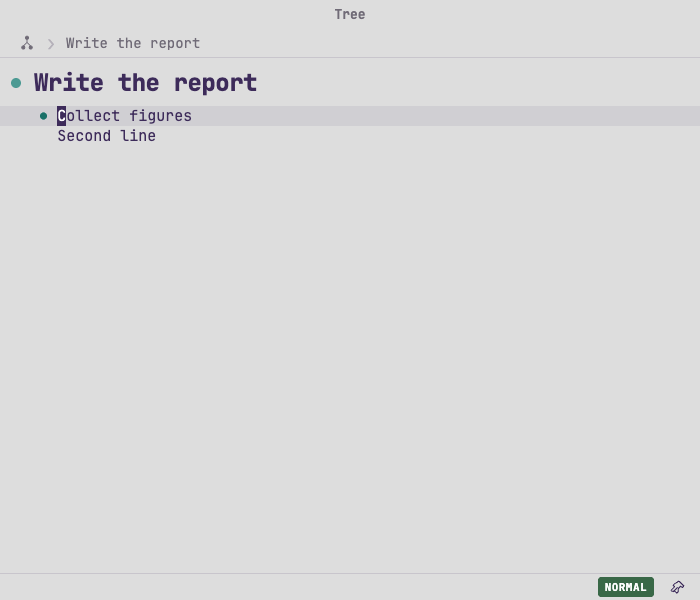 Tree
Write the report
Write the report
Collect figures
Second line
NORMAL